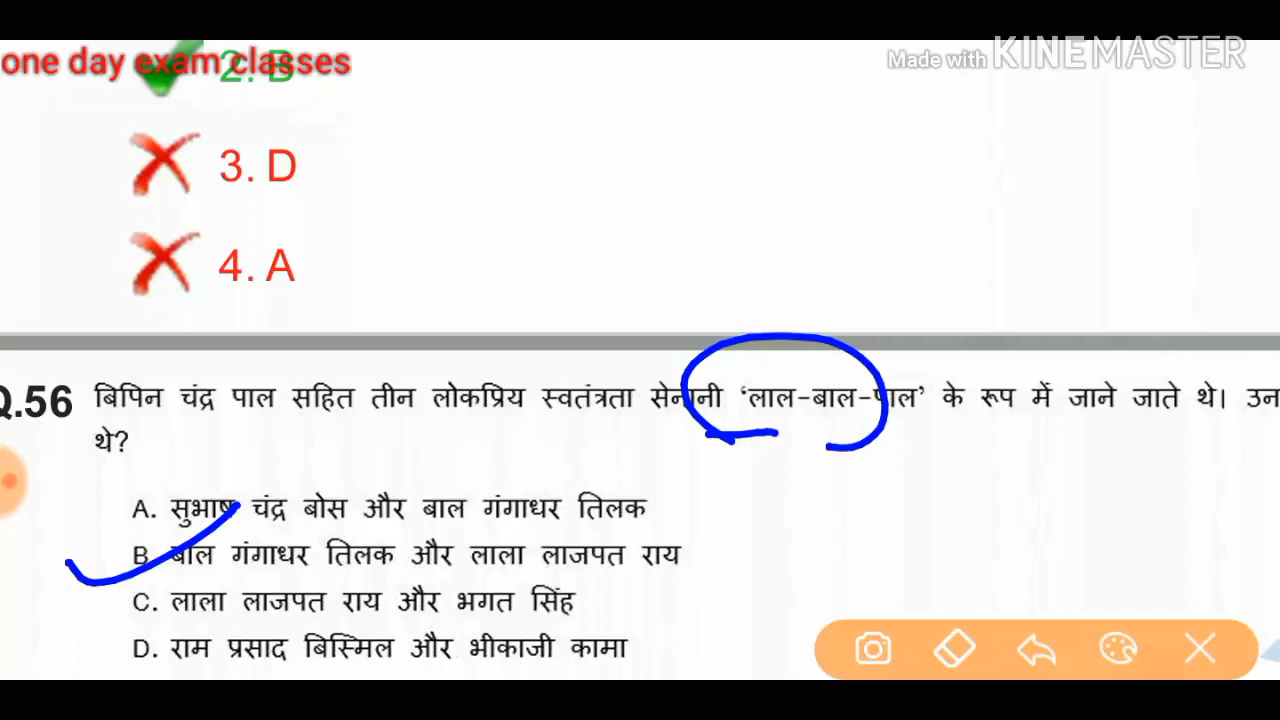 one day exam classes
Made with KINEMASTER
2. B
3. D
4. A
Q.56 बिपिन चंद्र पाल सहित तीन लोकप्रिय स्वतंत्रता सेनानी ‘लाल-बाल-पाल’ के रूप में जाने जाते थे। उन
थे?
A. सुभाष चंद्र बोस और बाल गंगाधर तिलक
B. बाल गंगाधर तिलक और लाला लाजपत राय
C. लाला लाजपत राय और भगत सिंह
D. राम प्रसाद बिस्मिल और भीकाजी कामा